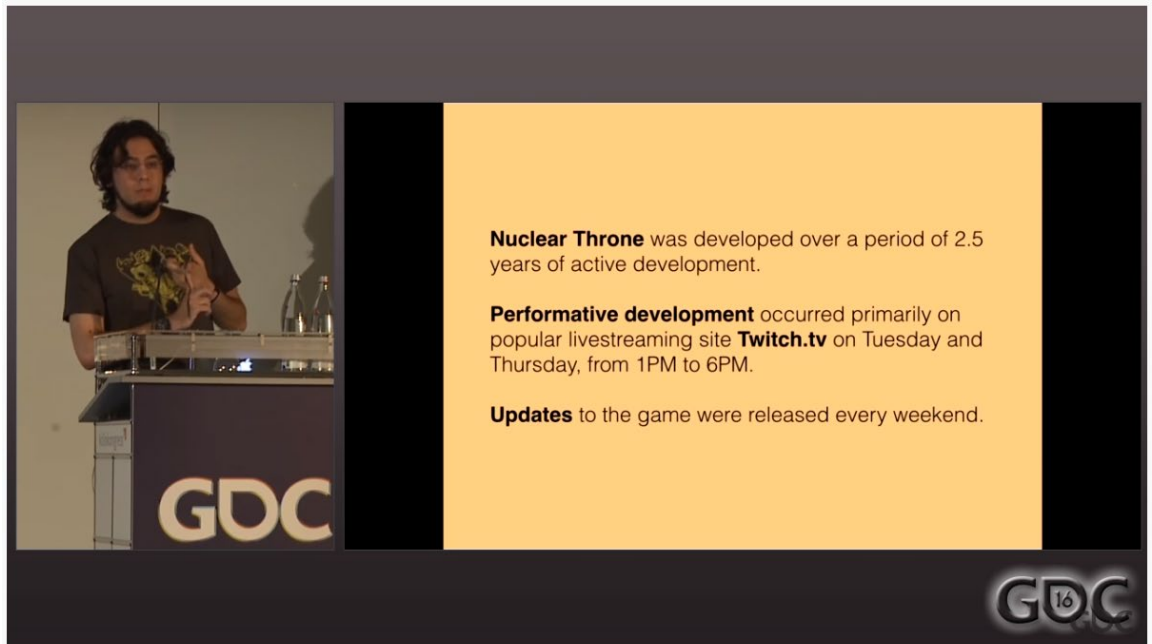 Nuclear Throne was developed over a period of 2.5
years of active development.
Performative development occurred primarily on
popular livestreaming site Twitch.tv on Tuesday and
Thursday, from 1PM to 6PM.
Updates to the game were released every weekend.
GDC
GDC
16